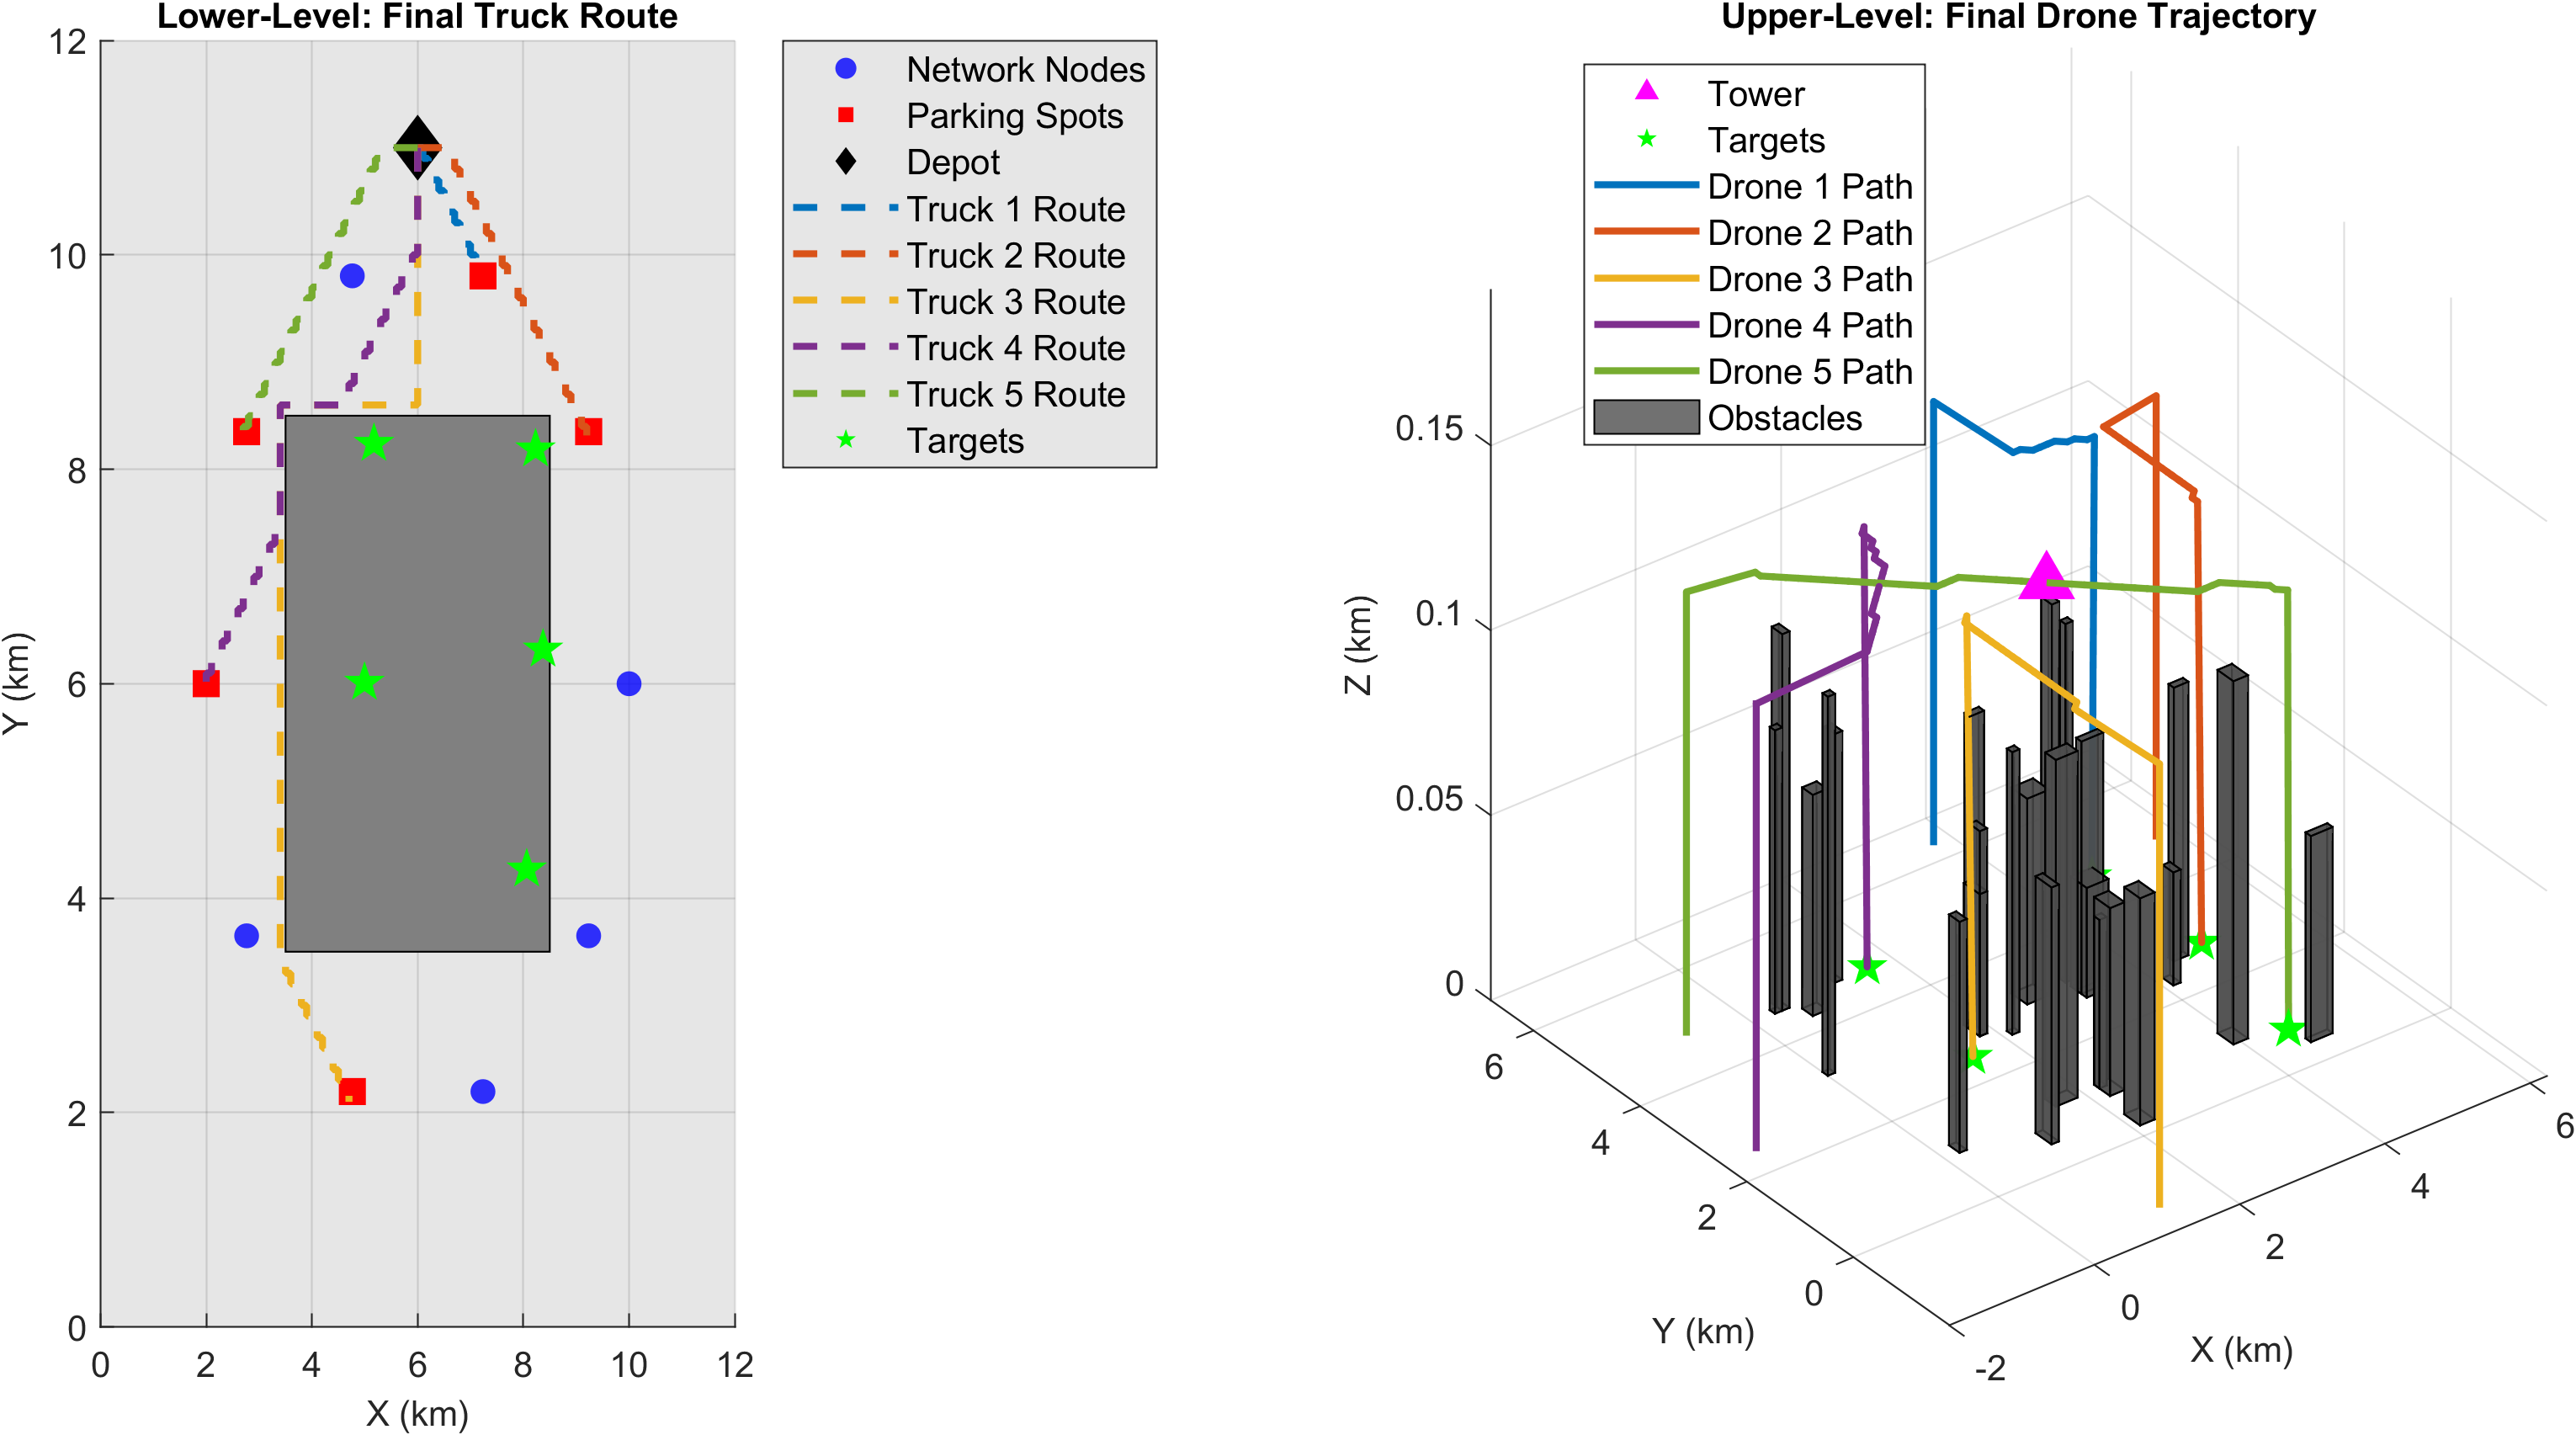 Lower-Level: Final Truck Route
12
10
8
6
4
2
0
0 2 4 6 8 10 12
X (km)
Y (km)
Network Nodes
Parking Spots
Depot
Truck 1 Route
Truck 2 Route
Truck 3 Route
Truck 4 Route
Truck 5 Route
Targets
Upper-Level: Final Drone Trajectory
Tower
Targets
Drone 1 Path
Drone 2 Path
Drone 3 Path
Drone 4 Path
Drone 5 Path
Obstacles
0.15
0.1
0.05
0
Z (km)
6
4
2
0
-2
Y (km)
0
2
4
6
X (km)